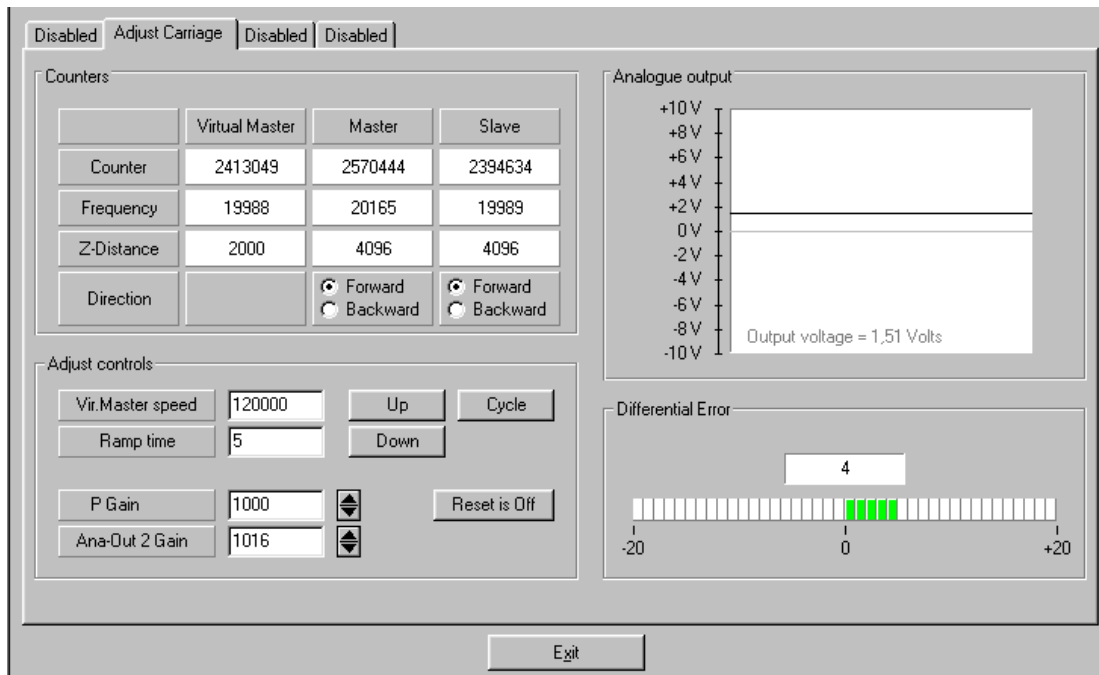 Disabled Adjust Carriage Disabled Disabled
Counters
Virtual Master Master Slave
Counter 2413049 2570444 2394634
Frequency 19988 20165 19989
Z-Distance 2000 4096 4096
Direction
Forward Forward
Backward Backward
Adjust controls
Vir.Master speed 120000 Up Cycle
Ramp time 5 Down
P Gain 1000 Reset is Off
Ana-Out 2 Gain 1016
Analogue output
+10 V
+8 V
+6 V
+4 V
+2 V
0 V
-2 V
-4 V
-6 V
-8 V
-10 V
Output voltage = 1,51 Volts
Differential Error
4
-20 0 +20
Exit